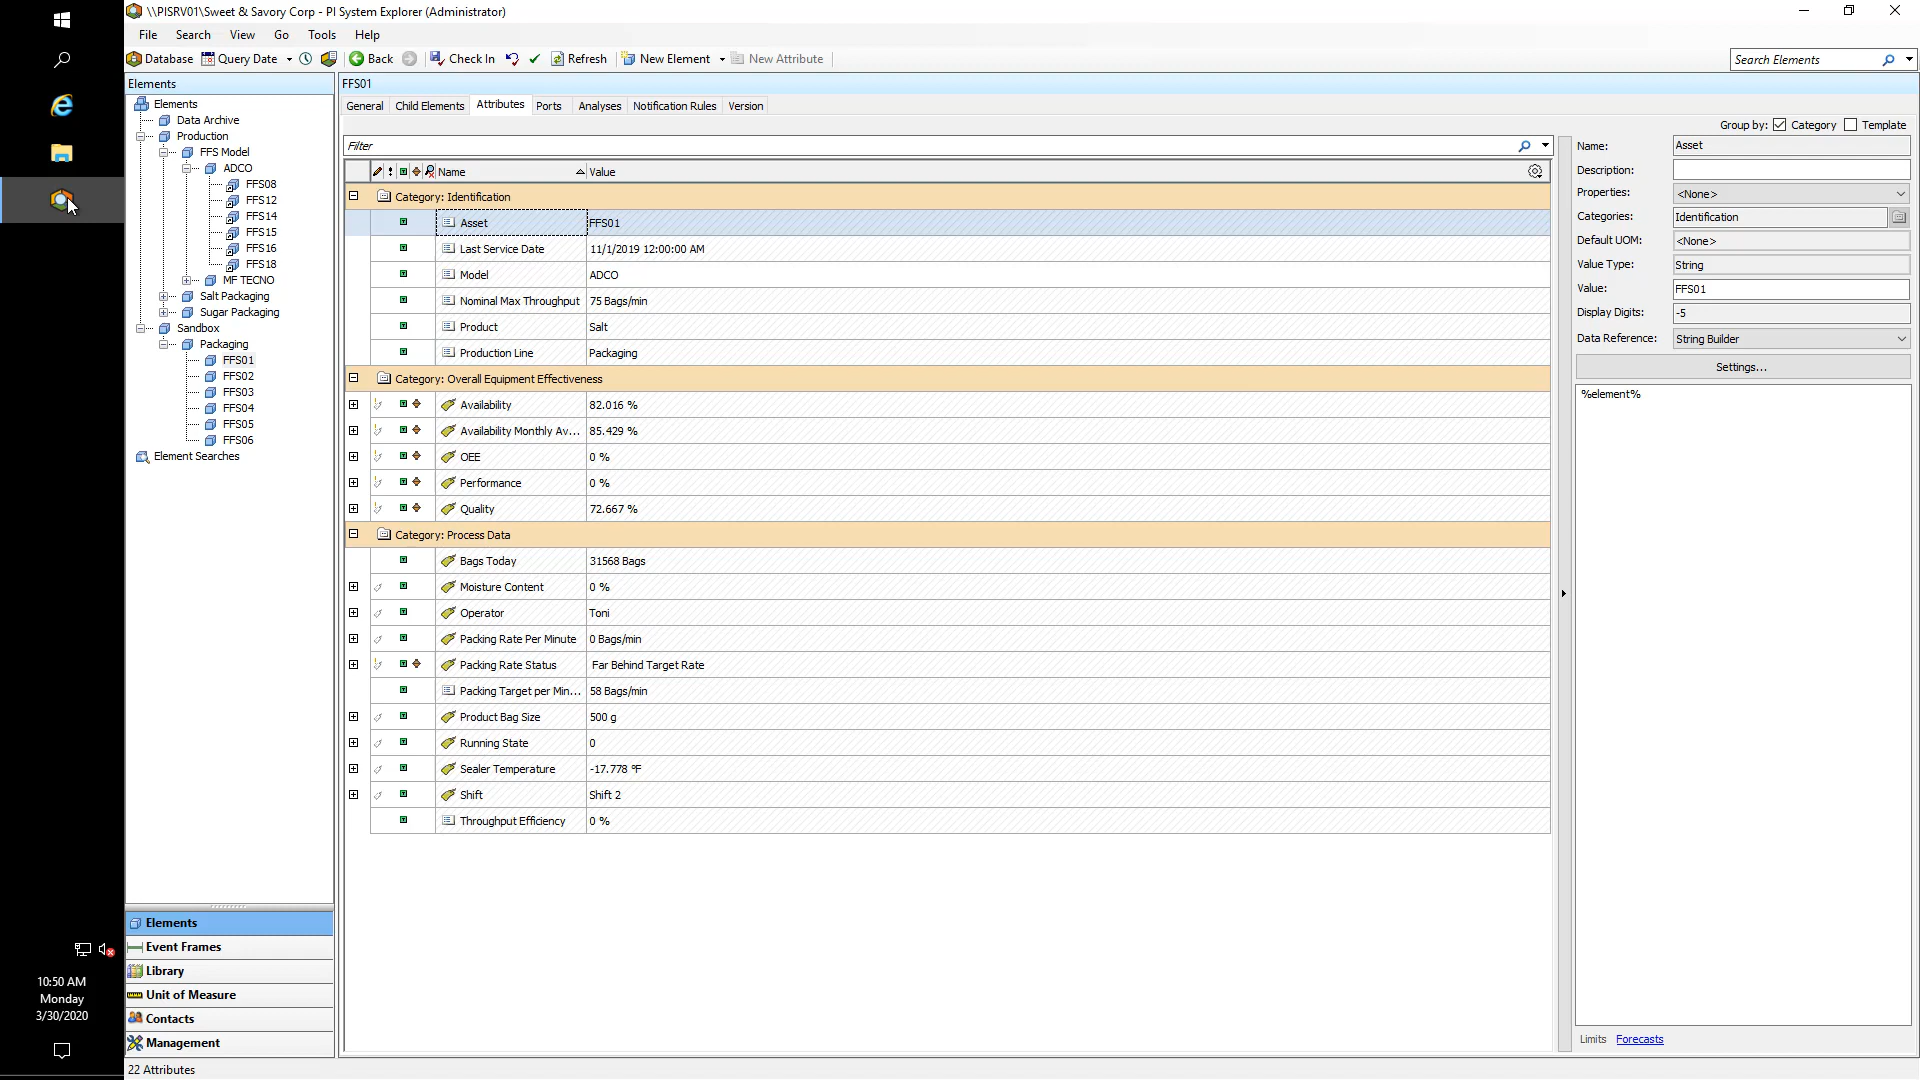 \\PISRV01\Sweet & Savory Corp - PI System Explorer (Administrator)
File Search View Go Tools Help
Database Query Date Back Check In Refresh New Element New Attribute
Search Elements
Elements
Elements
Data Archive
Production
FFS Model
ADCO
FFS08
FFS12
FFS14
FFS15
FFS16
FFS18
MF TECNO
Salt Packaging
Sugar Packaging
Sandbox
Packaging
FFS01
FFS02
FFS03
FFS04
FFS05
FFS06
Element Searches
Elements
Event Frames
Library
Unit of Measure
Contacts
Management
22 Attributes
10:50 AM
Monday
3/30/2020
FFS01
General Child Elements Attributes Ports Analyses Notification Rules Version
Group by: Category Template
Filter
Name Value
Category: Identification
Asset FFS01
Last Service Date 11/1/2019 12:00:00 AM
Model ADCO
Nominal Max Throughput 75 Bags/min
Product Salt
Production Line Packaging
Category: Overall Equipment Effectiveness
Availability 82.016 %
Availability Monthly Av... 85.429 %
OEE 0 %
Performance 0 %
Quality 72.667 %
Category: Process Data
Bags Today 31568 Bags
Moisture Content 0 %
Operator Toni
Packing Rate Per Minute 0 Bags/min
Packing Rate Status Far Behind Target Rate
Packing Target per Min... 58 Bags/min
Product Bag Size 500 g
Running State 0
Sealer Temperature -17.778 °F
Shift Shift 2
Throughput Efficiency 0 %
Name: Asset
Description:
Properties: <None>
Categories: Identification
Default UOM: <None>
Value Type: String
Value: FFS01
Display Digits: -5
Data Reference: String Builder
Settings...
%element%
Limits Forecasts